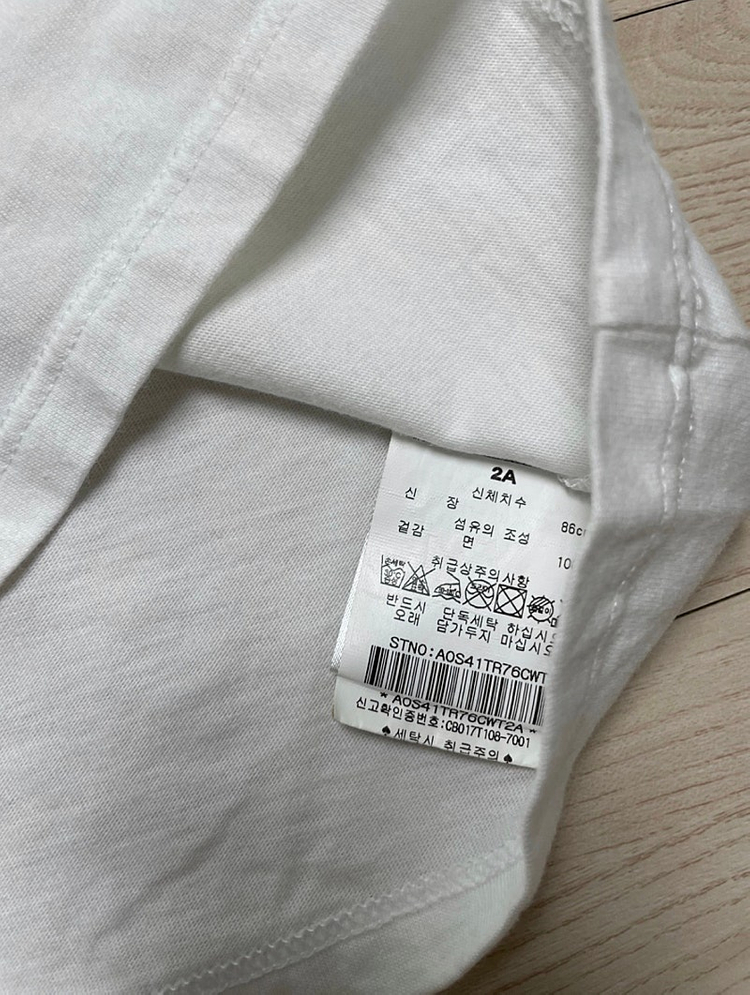 2A
신체치수
신 장 86c
섬유의 조성
겉감 면 10
취급상주의사항
손세탁
반드시 단독세탁 하십시오
오래 담가두지 마십시오
STNO:A0S41TR76CWT
* A0S41TR76CWT2A *
신고확인증번호:CB017T108-7001
♠세탁시 취급주의♠